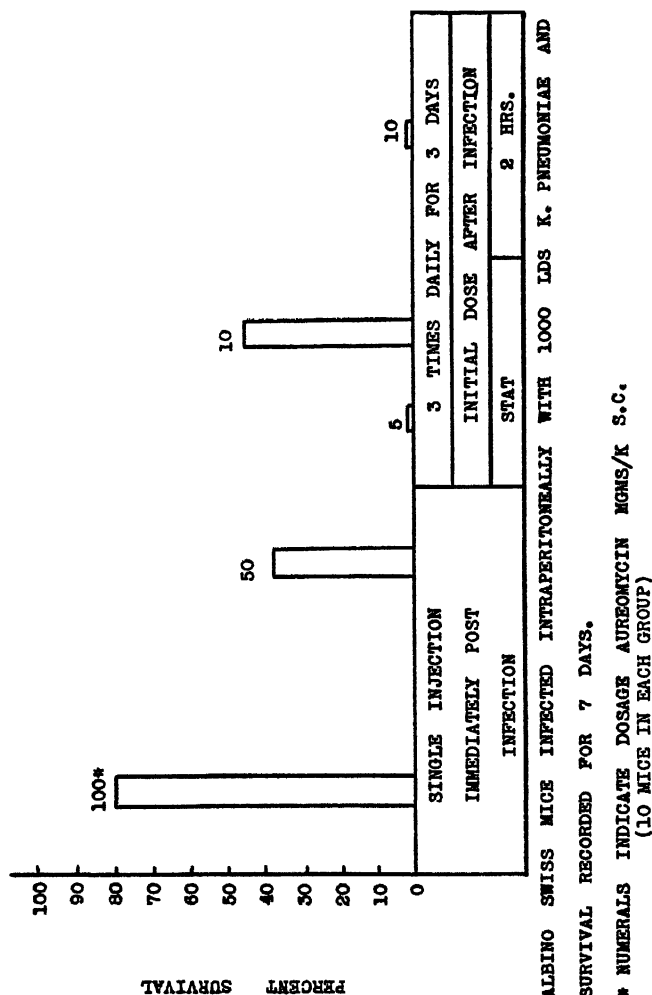 PERCENT SURVIVAL
100
90
80
70
60
50
40
30
20
10
0
100*
50
5
10
10
SINGLE INJECTION
IMMEDIATELY POST
INFECTION
3 TIMES DAILY FOR 3 DAYS
INITIAL DOSE AFTER INFECTION
STAT
2 HRS.
ALBINO SWISS MICE INFECTED INTRAPERITONEALLY WITH 1000 LDS K. PNEUMONIAE AND
SURVIVAL RECORDED FOR 7 DAYS.
* NUMERALS INDICATE DOSAGE AUREOMYCIN MGMS/K S.C.
(10 MICE IN EACH GROUP)